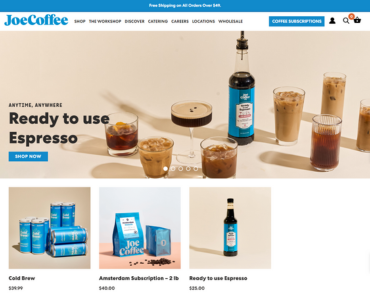 Free Shipping on All Orders Over $49.
JoeCoffee
SHOP THE WORKSHOP DISCOVER CATERING CAREERS LOCATIONS WHOLESALE
COFFEE SUBSCRIPTIONS
ANYTIME, ANYWHERE
Ready to use
Espresso
SHOP NOW
Joe
Coffee
Cold Brew
Amsterdam Subscription – 2 lb
Ready to use Espresso
$39.99
$40.00
$25.00